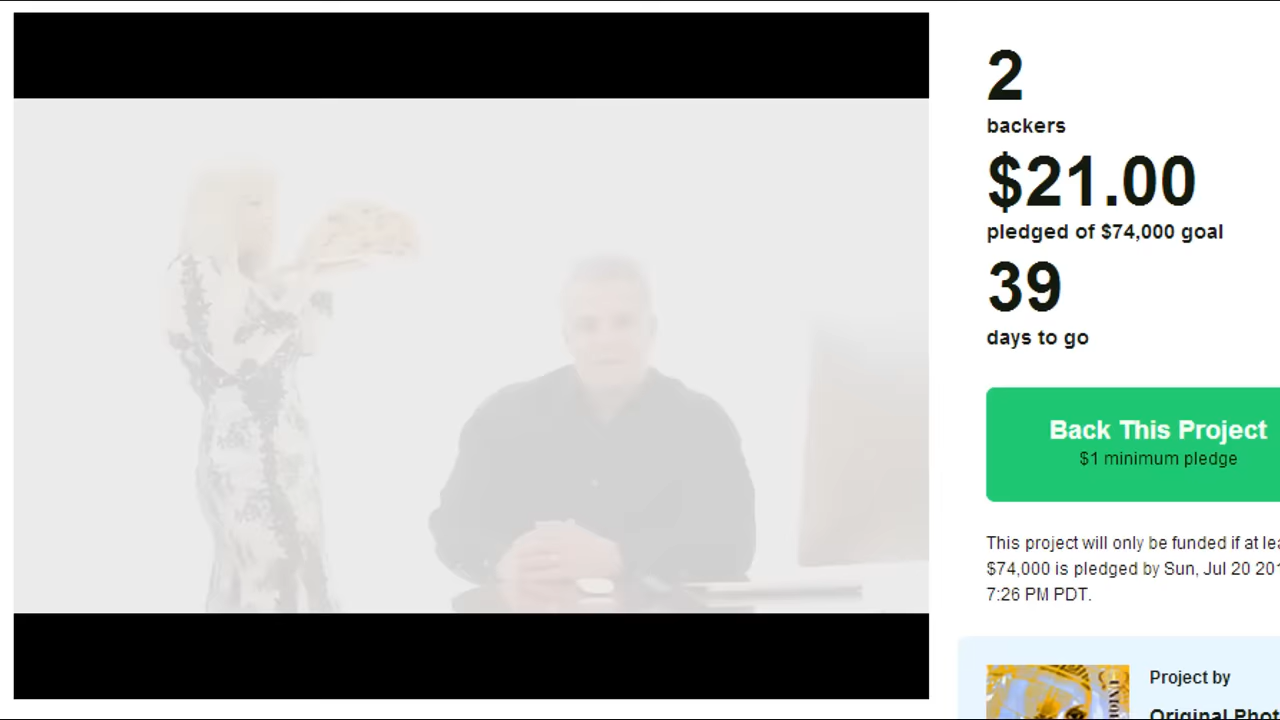 2
backers
$21.00
pledged of $74,000 goal
39
days to go
Back This Project
$1 minimum pledge
This project will only be funded if at
$74,000 is pledged by Sun, Jul 20
7:26 PM PDT.
Project by
Original